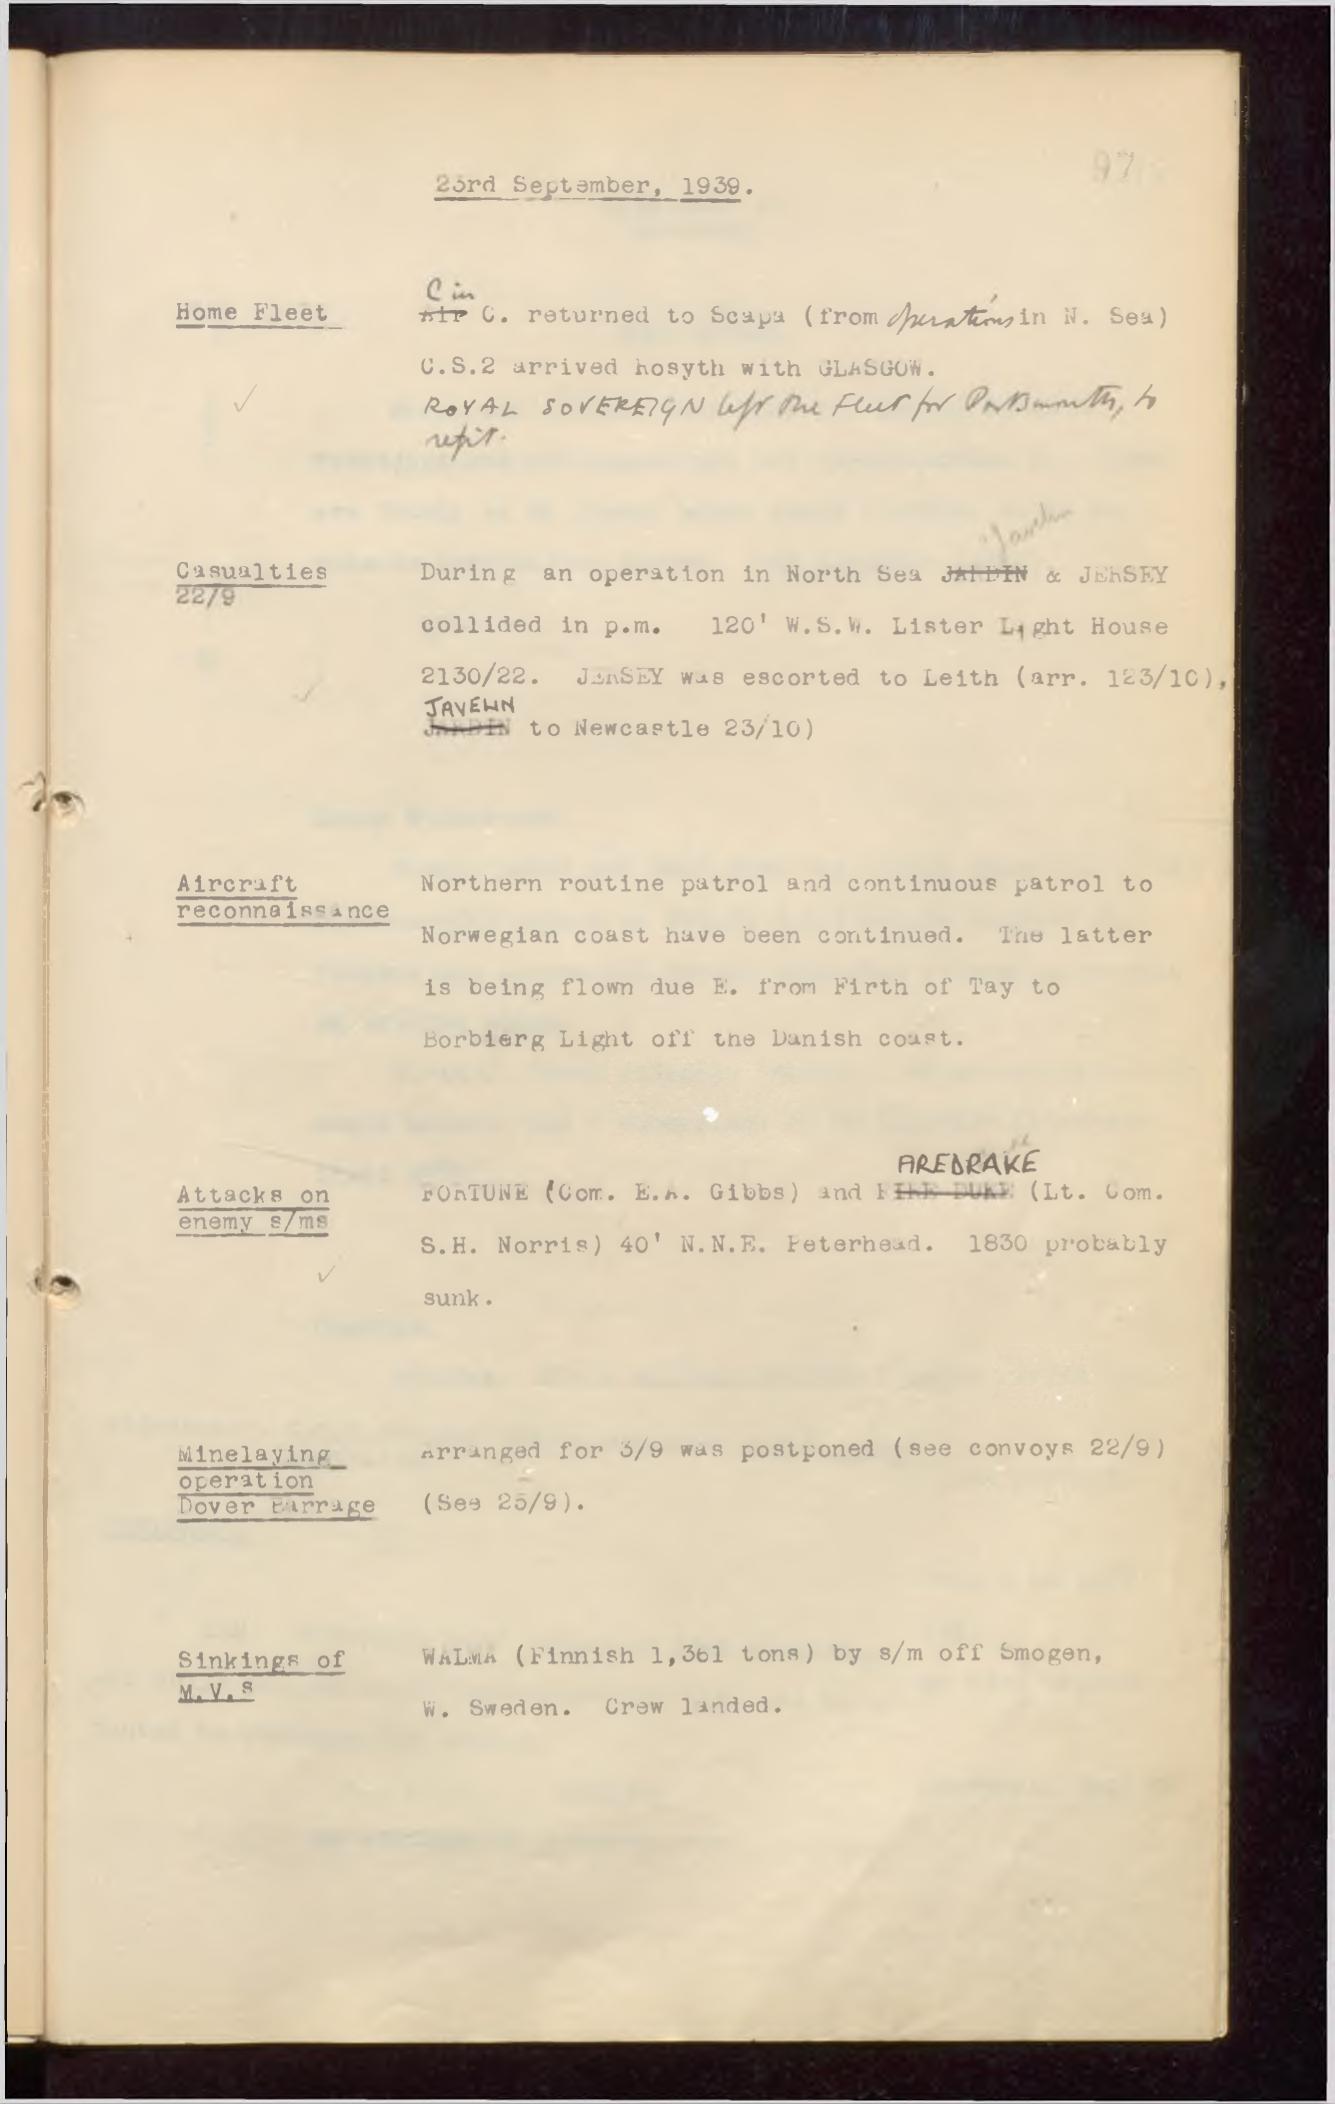 97
23rd September, 1939.
Home Fleet
C in
Air C. returned to Scapa (from operations in N. Sea)
C.S.2 arrived Rosyth with GLASGOW.
ROYAL SOVEREIGN left the Fleet for Portsmouth, to
refit.
Javelin
Casualties
22/9
During an operation in North Sea JARDIN & JERSEY
collided in p.m. 120' W.S.W. Lister Light House
2130/22. JERSEY was escorted to Leith (arr. 123/10),
JAVELIN
JARDIN to Newcastle 23/10)
Aircraft
reconnaissance
Northern routine patrol and continuous patrol to
Norwegian coast have been continued. The latter
is being flown due E. from Firth of Tay to
Borbierg Light off the Danish coast.
FIREDRAKE
Attacks on
enemy s/ms
FORTUNE (Com. E.A. Gibbs) and FIRE DUKE (Lt. Com.
S.H. Norris) 40' N.N.E. Peterhead. 1830 probably
sunk.
Minelaying
operation
Dover Barrage
Arranged for 3/9 was postponed (see convoys 22/9)
(See 25/9).
Sinkings of
M.V.s
WALMA (Finnish 1,361 tons) by s/m off Smogen,
W. Sweden. Crew landed.